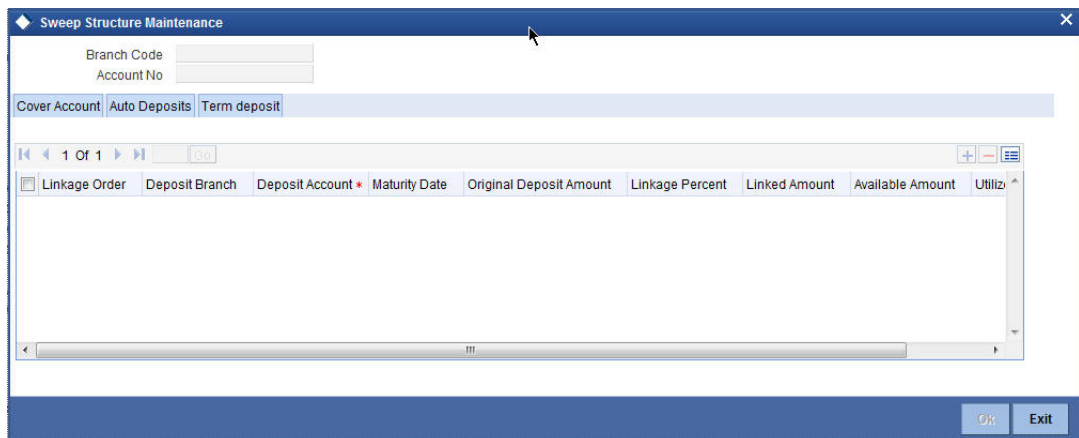 Sweep Structure Maintenance
Branch Code
Account No
Cover Account Auto Deposits Term deposit
1 Of 1 Go
Linkage Order Deposit Branch Deposit Account * Maturity Date Original Deposit Amount Linkage Percent Linked Amount Available Amount Utiliz
Ok Exit